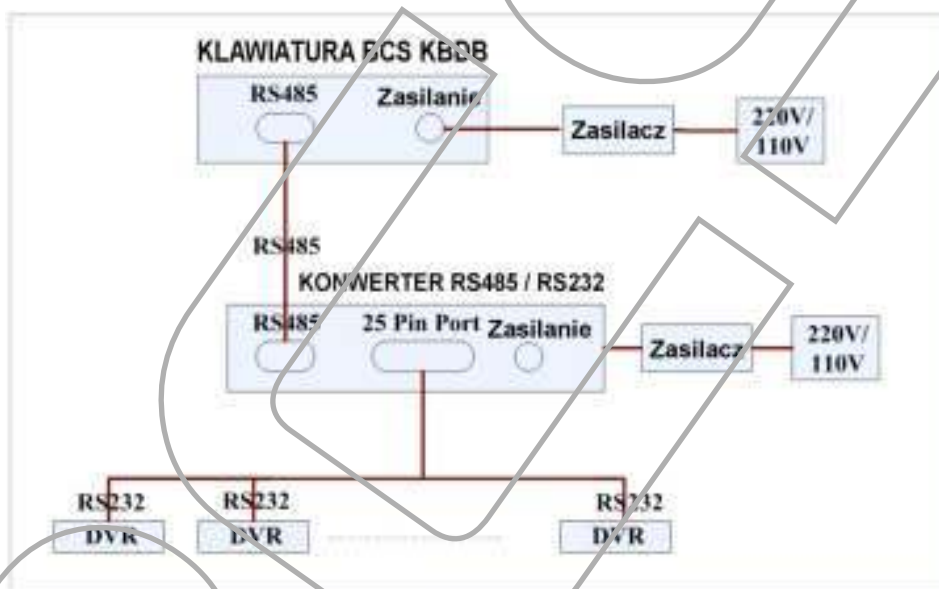 KLAWIATURA BCS KBDB
RS485
Zasilanie
Zasilacz
220V/
110V
RS485
KONWERTER RS485 / RS232
RS485
25 Pin Port
Zasilanie
Zasilacz
220V/
110V
RS232
RS232
RS232
DVR
DVR
DVR